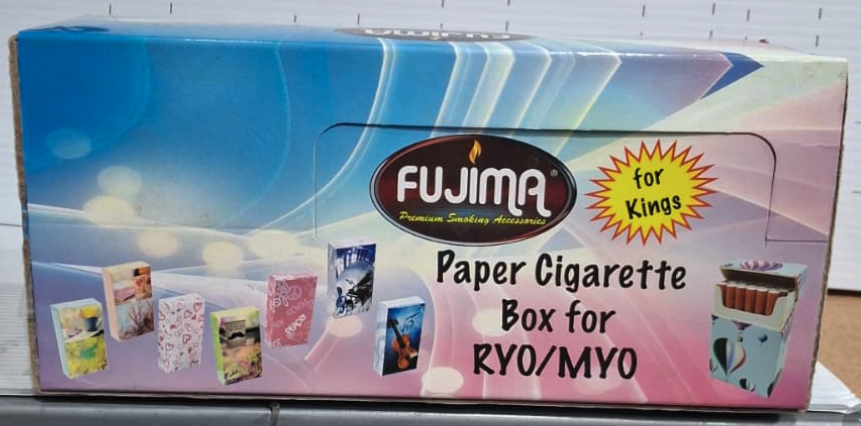 FUJIMA®
Premium Smoking Accessories
for
Kings
Paper Cigarette
Box for
RYO/MYO